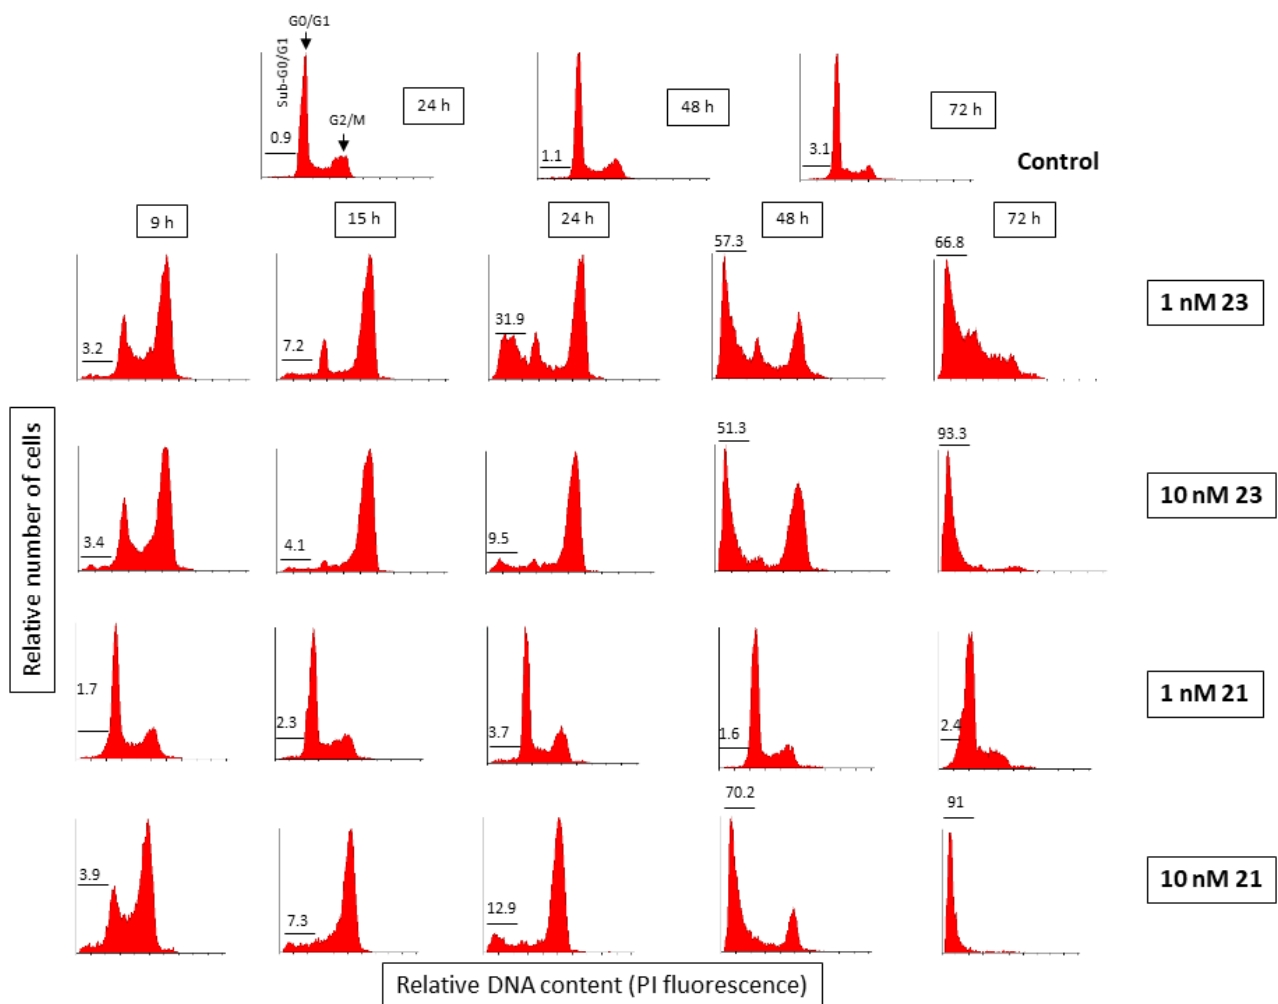 G0/G1
Sub-G0/G1
G2/M
0.9
24 h
1.1
48 h
3.1
72 h
Control
9 h
15 h
24 h
48 h
72 h
3.2
7.2
31.9
57.3
66.8
1 nM 23
3.4
4.1
9.5
51.3
93.3
10 nM 23
1.7
2.3
3.7
1.6
2.4
1 nM 21
3.9
7.3
12.9
70.2
91
10 nM 21
Relative number of cells
Relative DNA content (PI fluorescence)